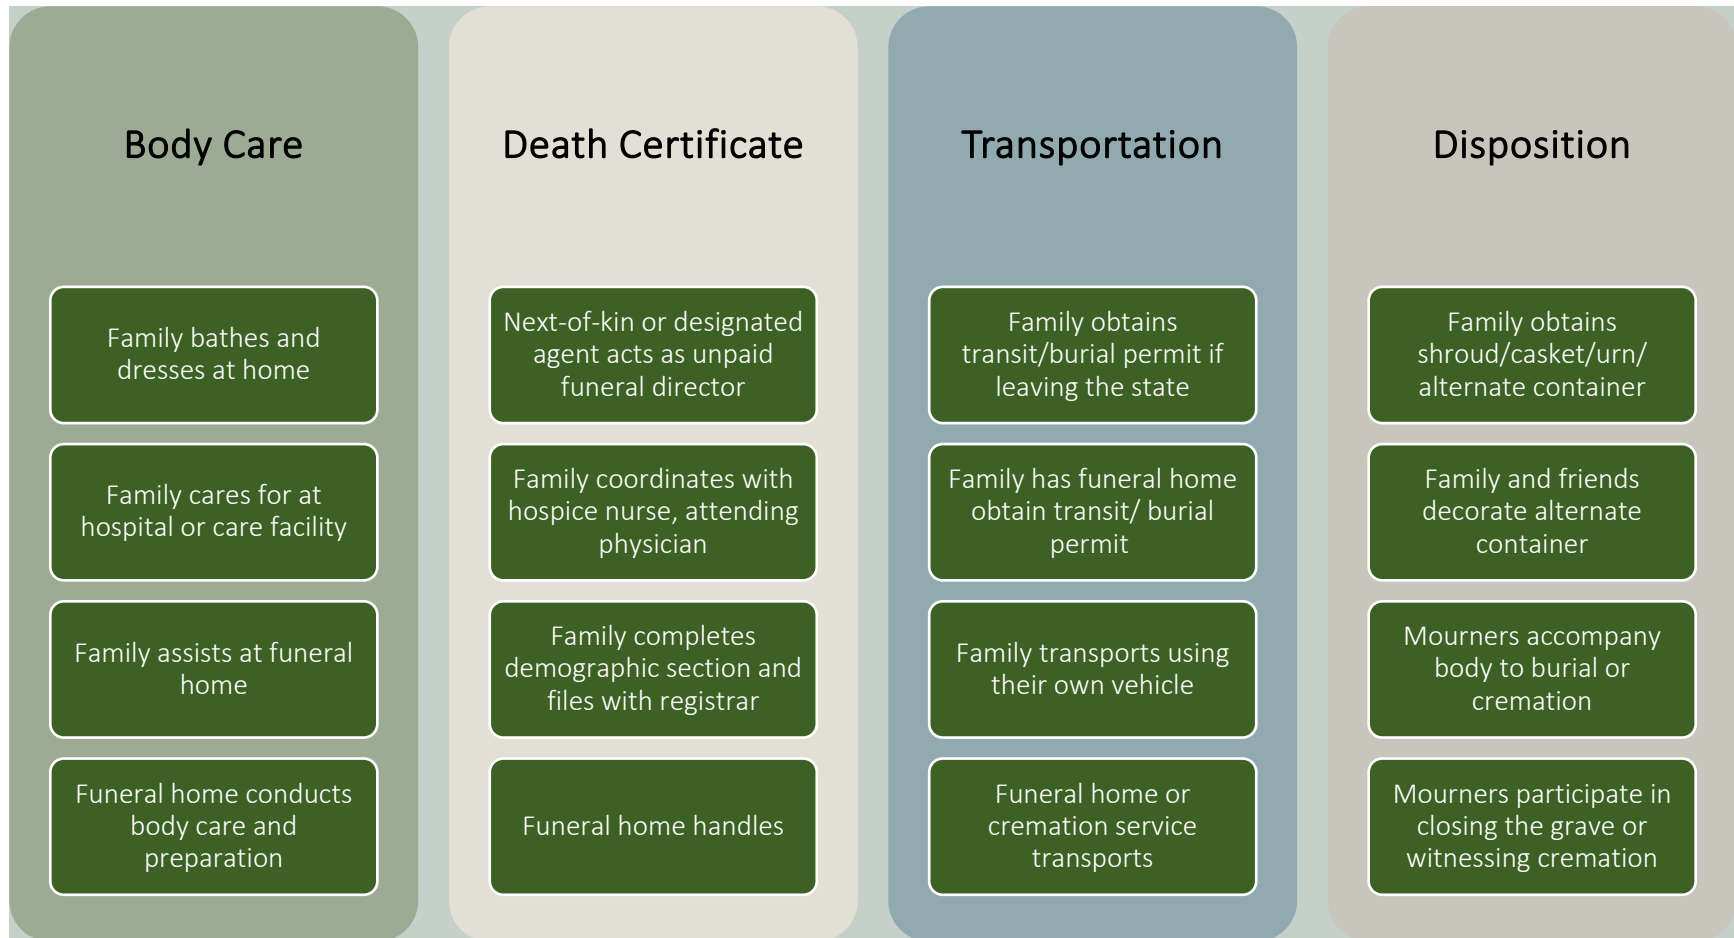 Body Care
Family bathes and
dresses at home
Family cares for at
hospital or care facility
Family assists at funeral
home
Funeral home conducts
body care and
preparation
Death Certificate
Next-of-kin or designated
agent acts as unpaid
funeral director
Family coordinates with
hospice nurse, attending
physician
Family completes
demographic section and
files with registrar
Funeral home handles
Transportation
Family obtains
transit/burial permit if
leaving the state
Family has funeral home
obtain transit/ burial
permit
Family transports using
their own vehicle
Funeral home or
cremation service
transports
Disposition
Family obtains
shroud/casket/urn/
alternate container
Family and friends
decorate alternate
container
Mourners accompany
body to burial or
cremation
Mourners participate in
closing the grave or
witnessing cremation